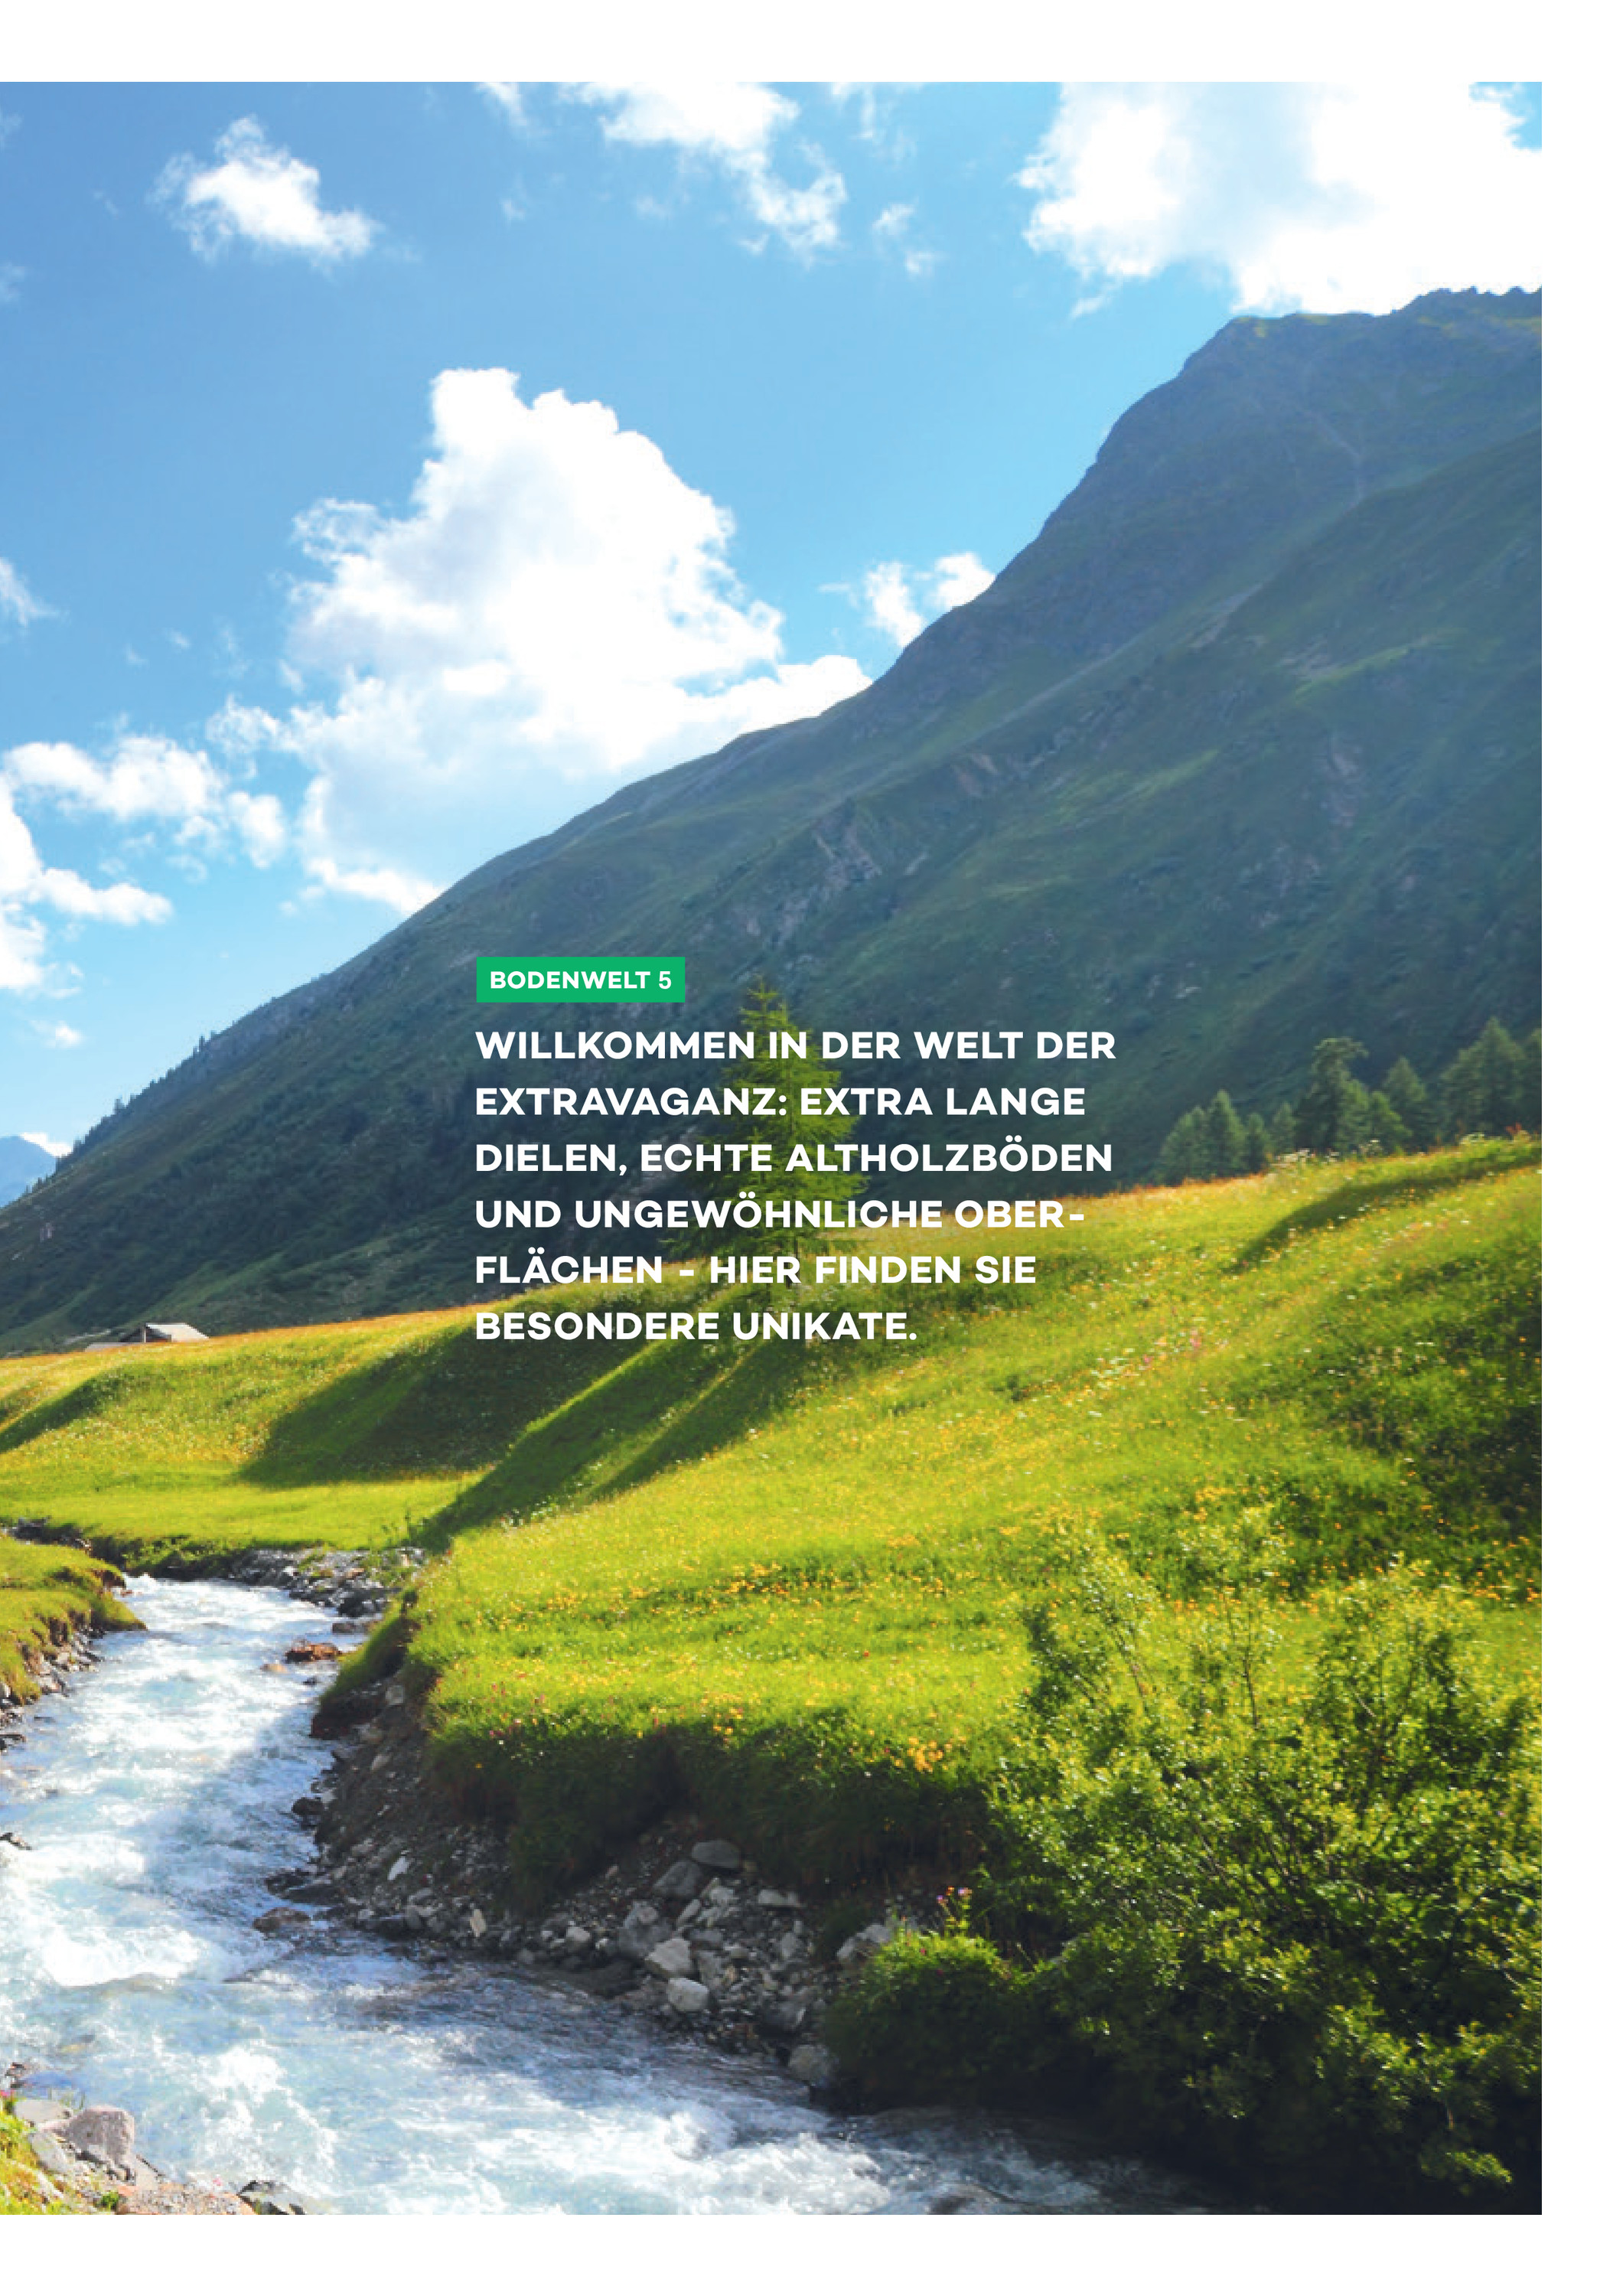 BODENWELT 5
WILLKOMMEN IN DER WELT DER
EXTRAVAGANZ: EXTRA LANGE
DIELEN, ECHTE ALTHOLZBÖDEN
UND UNGEWÖHNLICHE OBER-
FLÄCHEN - HIER FINDEN SIE
BESONDERE UNIKATE.